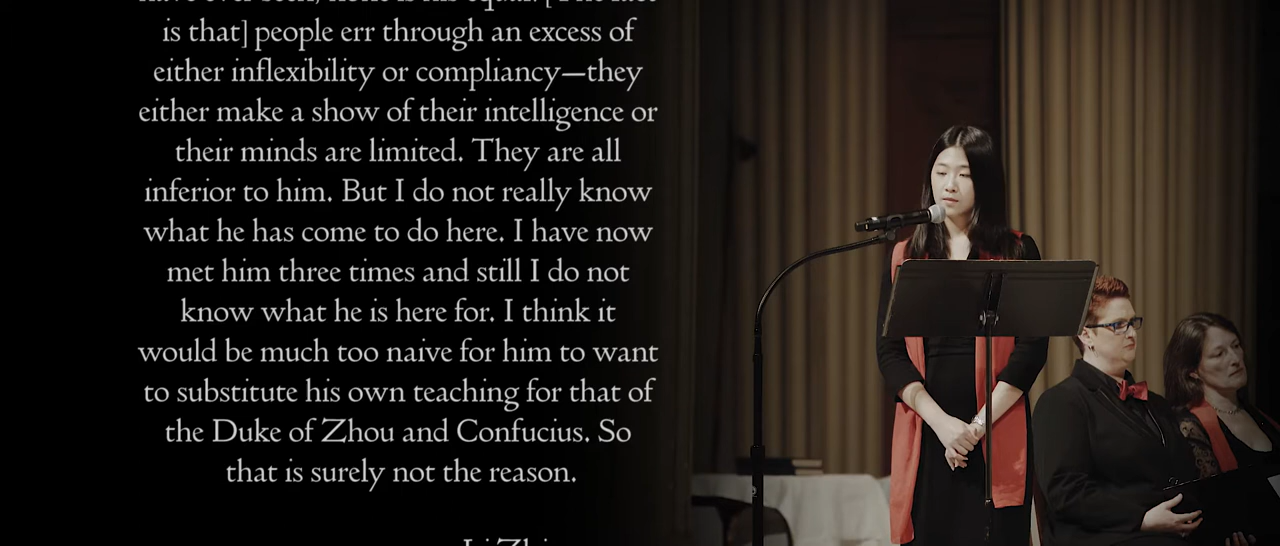 is that] people err through an excess of
either inflexibility or compliancy—they
either make a show of their intelligence or
their minds are limited. They are all
inferior to him. But I do not really know
what he has come to do here. I have now
met him three times and still I do not
know what he is here for. I think it
would be much too naive for him to want
to substitute his own teaching for that of
the Duke of Zhou and Confucius. So
that is surely not the reason.